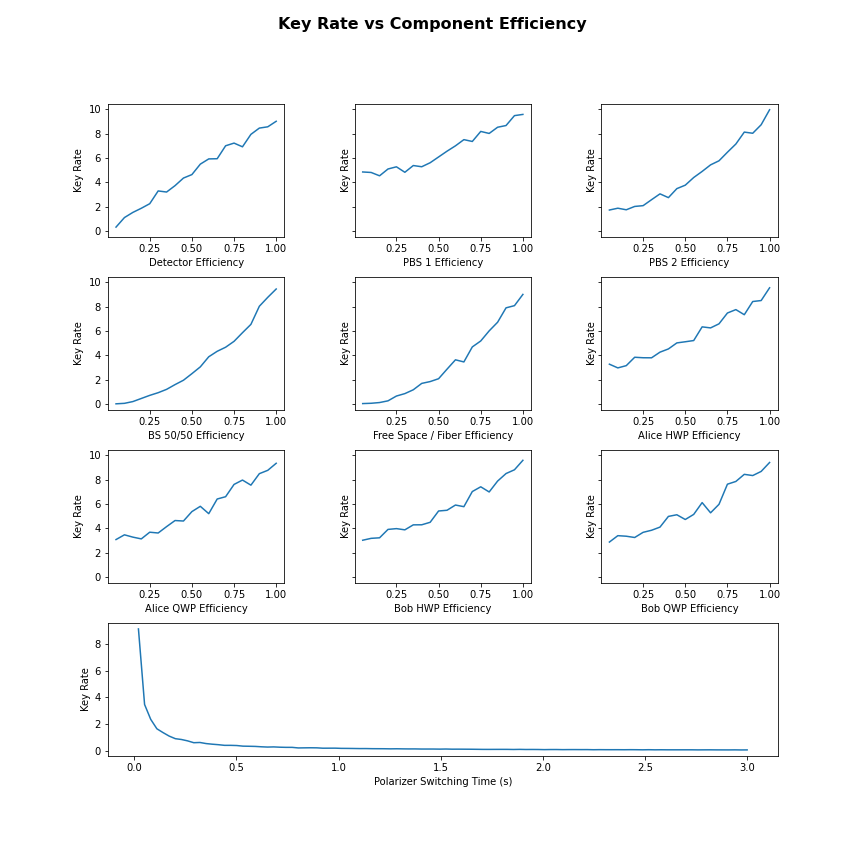 Key Rate vs Component Efficiency
10
8
6
4
2
0
Key Rate
0.25 0.50 0.75 1.00
Detector Efficiency
Key Rate
0.25 0.50 0.75 1.00
PBS 1 Efficiency
Key Rate
0.25 0.50 0.75 1.00
PBS 2 Efficiency
10
8
6
4
2
0
Key Rate
0.25 0.50 0.75 1.00
BS 50/50 Efficiency
Key Rate
0.25 0.50 0.75 1.00
Free Space / Fiber Efficiency
Key Rate
0.25 0.50 0.75 1.00
Alice HWP Efficiency
10
8
6
4
2
0
Key Rate
0.25 0.50 0.75 1.00
Alice QWP Efficiency
Key Rate
0.25 0.50 0.75 1.00
Bob HWP Efficiency
Key Rate
0.25 0.50 0.75 1.00
Bob QWP Efficiency
8
6
4
2
0
Key Rate
0.0 0.5 1.0 1.5 2.0 2.5 3.0
Polarizer Switching Time (s)